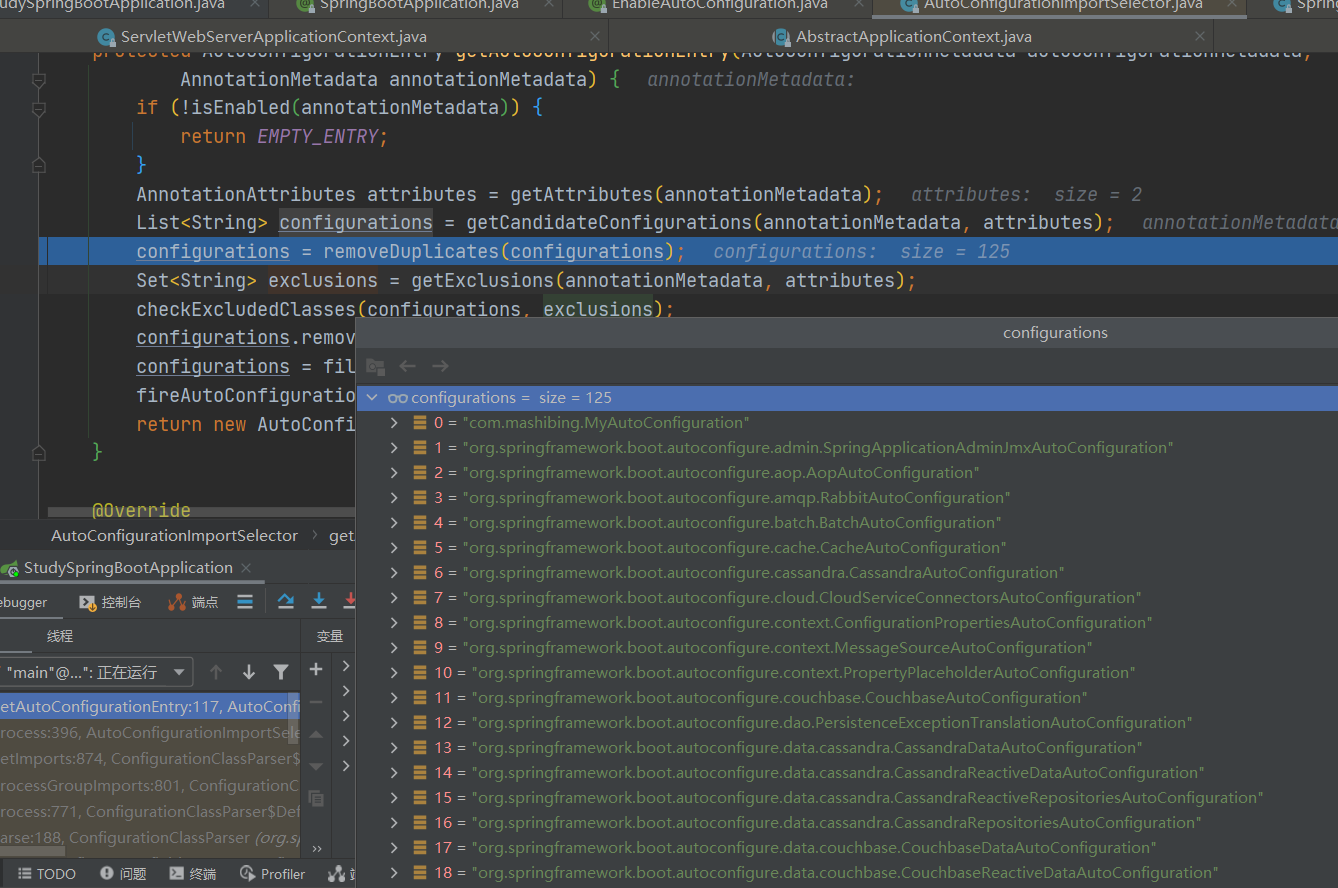 udySpringBootApplication.java SpringBootApplication.java EnableAutoConfiguration.java AutoConfigurationImportSelector.java Spring
ServletWebServerApplicationContext.java AbstractApplicationContext.java
protected AutoConfigurationEntry getAutoConfigurationEntry(AutoConfigurationMetadata autoConfigurationMetadata,
AnnotationMetadata annotationMetadata) { annotationMetadata:
if (!isEnabled(annotationMetadata)) {
return EMPTY_ENTRY;
}
AnnotationAttributes attributes = getAttributes(annotationMetadata); attributes: size = 2
List<String> configurations = getCandidateConfigurations(annotationMetadata, attributes); annotationMetadata
configurations = removeDuplicates(configurations); configurations: size = 125
Set<String> exclusions = getExclusions(annotationMetadata, attributes);
checkExcludedClasses(configurations, exclusions);
configurations.remov
configurations = fil
fireAutoConfiguratio
return new AutoConfi
}
@Override
AutoConfigurationImportSelector get
StudySpringBootApplication
ebugger 控制台 端点
线程 变量
"main"@...": 正在运行
etAutoConfigurationEntry:117, AutoConfi
rocess:396, AutoConfigurationImportSele
etImports:874, ConfigurationClassParser$
rocessGroupImports:801, ConfigurationC
rocess:771, ConfigurationClassParser$Def
arse:188, ConfigurationClassParser (org.sp
TODO 问题 终端 Profiler
configurations
configurations = size = 125
0 = "com.mashibing.MyAutoConfiguration"
1 = "org.springframework.boot.autoconfigure.admin.SpringApplicationAdminJmxAutoConfiguration"
2 = "org.springframework.boot.autoconfigure.aop.AopAutoConfiguration"
3 = "org.springframework.boot.autoconfigure.amqp.RabbitAutoConfiguration"
4 = "org.springframework.boot.autoconfigure.batch.BatchAutoConfiguration"
5 = "org.springframework.boot.autoconfigure.cache.CacheAutoConfiguration"
6 = "org.springframework.boot.autoconfigure.cassandra.CassandraAutoConfiguration"
7 = "org.springframework.boot.autoconfigure.cloud.CloudServiceConnectorsAutoConfiguration"
8 = "org.springframework.boot.autoconfigure.context.ConfigurationPropertiesAutoConfiguration"
9 = "org.springframework.boot.autoconfigure.context.MessageSourceAutoConfiguration"
10 = "org.springframework.boot.autoconfigure.context.PropertyPlaceholderAutoConfiguration"
11 = "org.springframework.boot.autoconfigure.couchbase.CouchbaseAutoConfiguration"
12 = "org.springframework.boot.autoconfigure.dao.PersistenceExceptionTranslationAutoConfiguration"
13 = "org.springframework.boot.autoconfigure.data.cassandra.CassandraDataAutoConfiguration"
14 = "org.springframework.boot.autoconfigure.data.cassandra.CassandraReactiveDataAutoConfiguration"
15 = "org.springframework.boot.autoconfigure.data.cassandra.CassandraReactiveRepositoriesAutoConfiguration"
16 = "org.springframework.boot.autoconfigure.data.cassandra.CassandraRepositoriesAutoConfiguration"
17 = "org.springframework.boot.autoconfigure.data.couchbase.CouchbaseDataAutoConfiguration"
18 = "org.springframework.boot.autoconfigure.data.couchbase.CouchbaseReactiveDataAutoConfiguration"